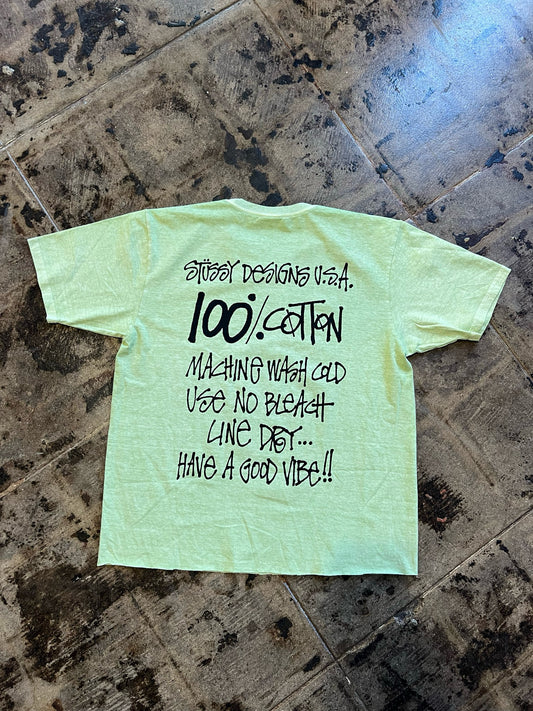 STÜSSY DESIGNS U.S.A.
100% COTTON
MACHINE WASH COLD
USE NO BLEACH
LINE DRY...
HAVE A GOOD VIBE!!